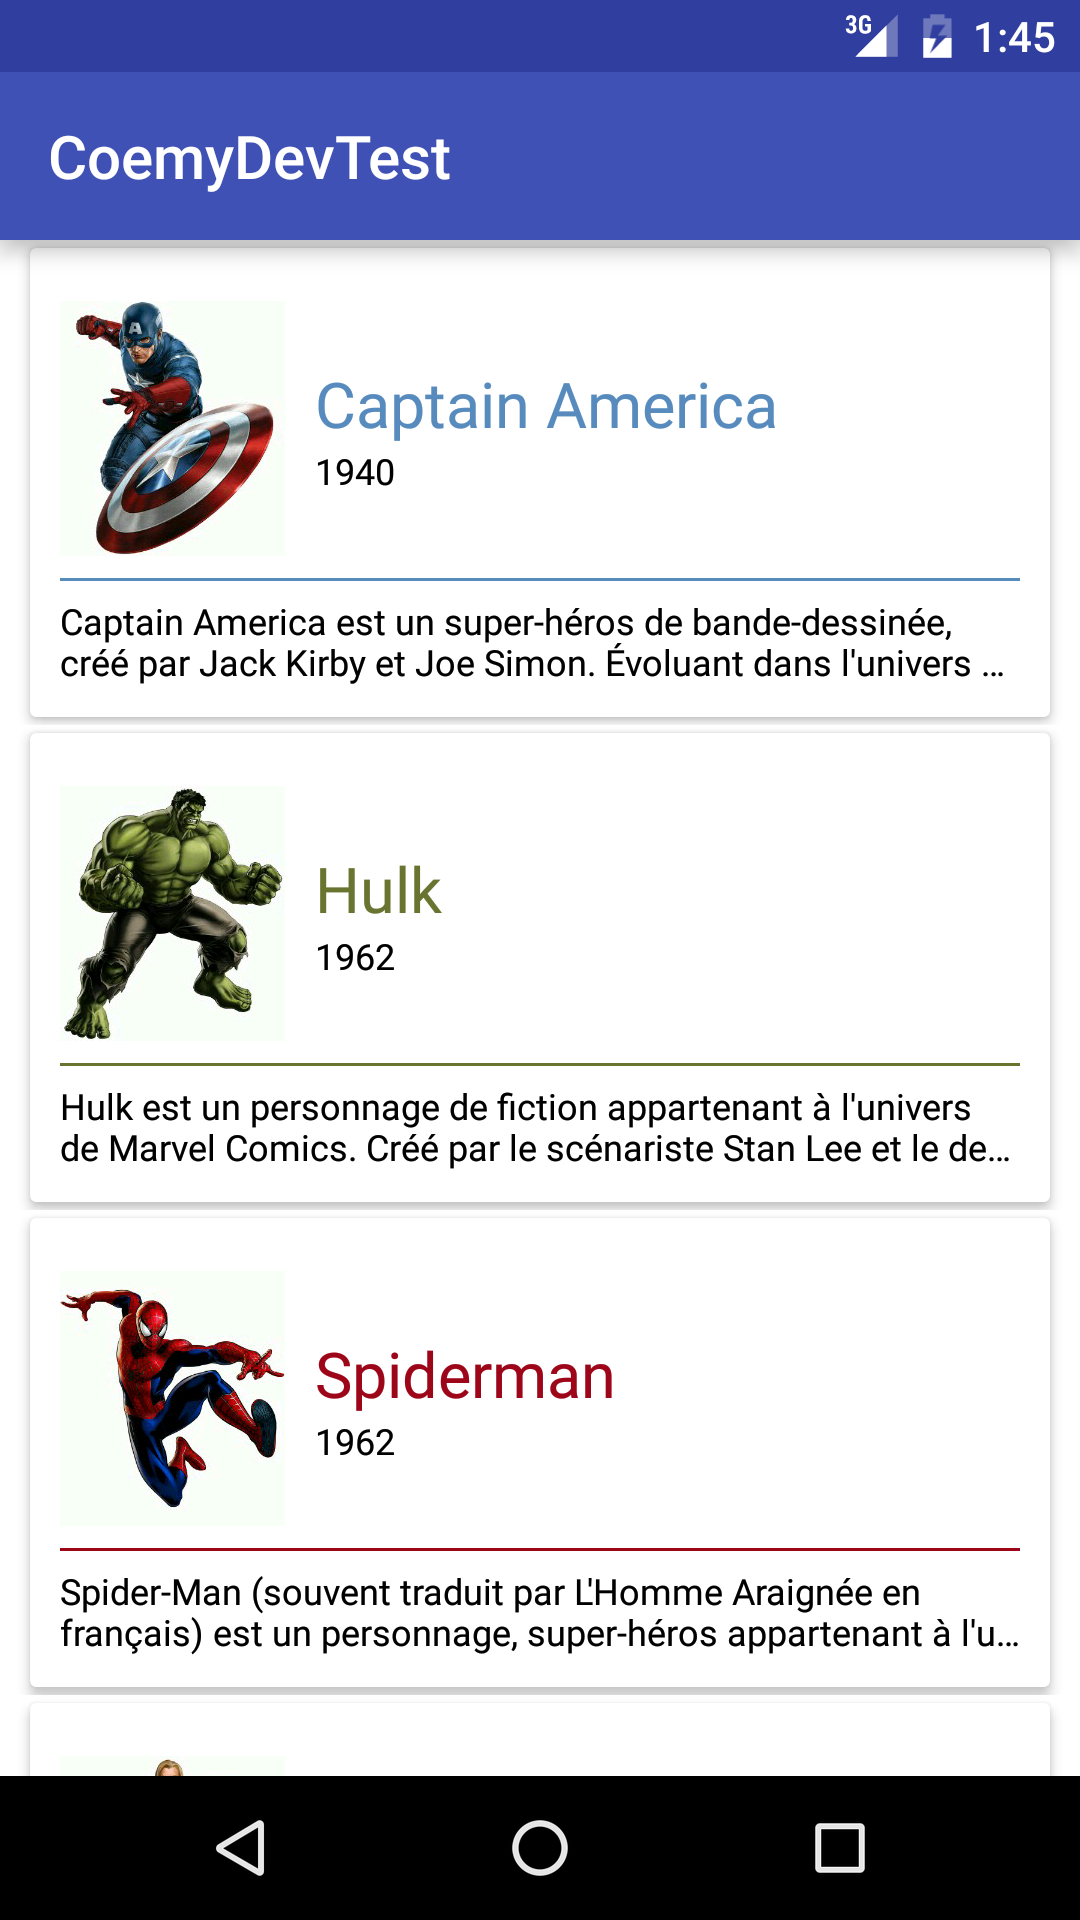 3G 1:45
CoemyDevTest
Captain America
1940
Captain America est un super-héros de bande-dessinée,
créé par Jack Kirby et Joe Simon. Évoluant dans l'univers ...
Hulk
1962
Hulk est un personnage de fiction appartenant à l'univers
de Marvel Comics. Créé par le scénariste Stan Lee et le de...
Spiderman
1962
Spider-Man (souvent traduit par L'Homme Araignée en
français) est un personnage, super-héros appartenant à l'u...